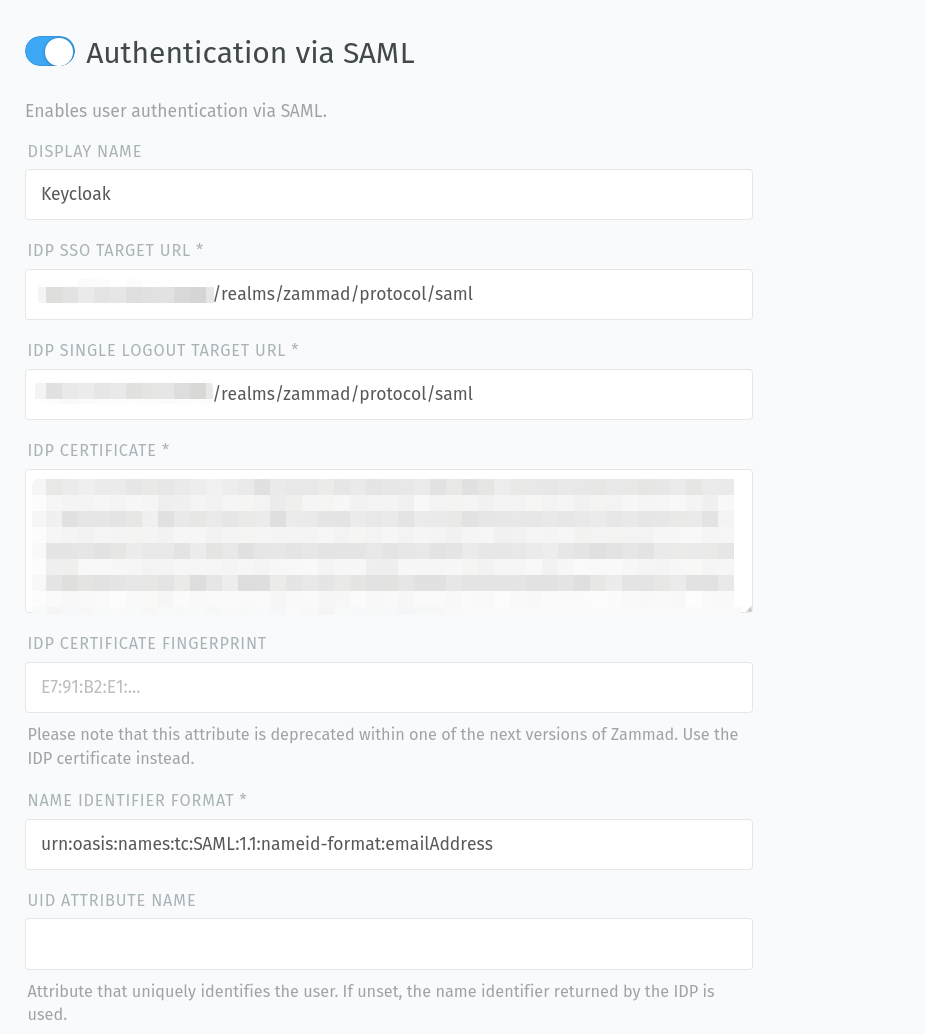 Authentication via SAML
Enables user authentication via SAML.
DISPLAY NAME
Keycloak
IDP SSO TARGET URL *
/realms/zammad/protocol/saml
IDP SINGLE LOGOUT TARGET URL *
/realms/zammad/protocol/saml
IDP CERTIFICATE *
IDP CERTIFICATE FINGERPRINT
E7:91:B2:E1:...
Please note that this attribute is deprecated within one of the next versions of Zammad. Use the
IDP certificate instead.
NAME IDENTIFIER FORMAT *
urn:oasis:names:tc:SAML:1.1:nameid-format:emailAddress
UID ATTRIBUTE NAME
Attribute that uniquely identifies the user. If unset, the name identifier returned by the IDP is
used.